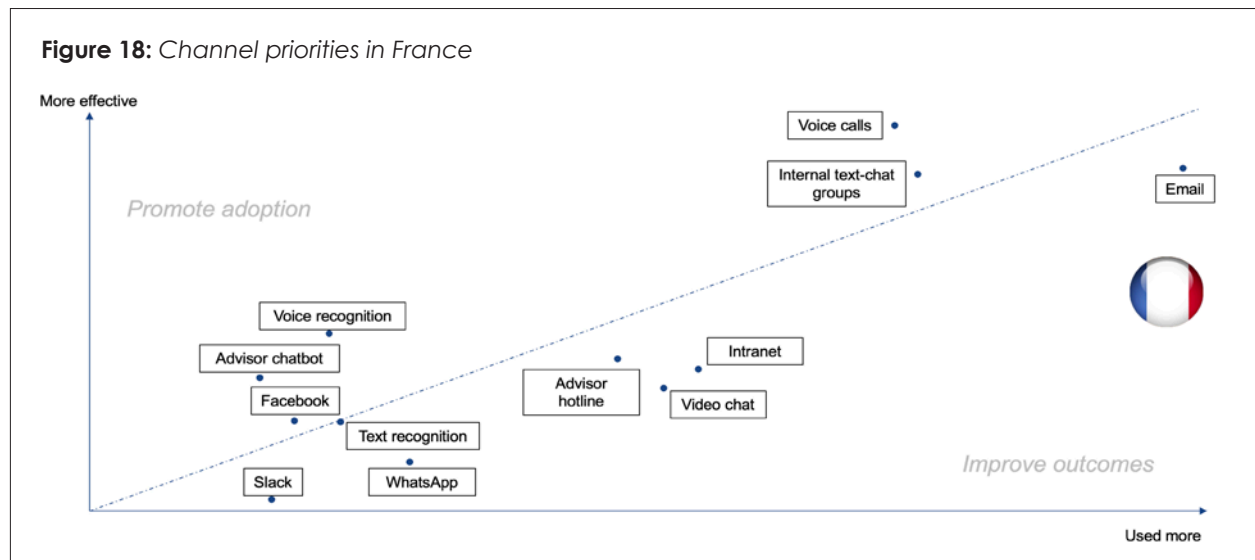 Figure 18: Channel priorities in France
More effective
Voice calls
Internal text-chat
groups
Email
Promote adoption
Voice recognition
Advisor chatbot
Intranet
Advisor
hotline
Facebook
Video chat
Text recognition
Improve outcomes
Slack
WhatsApp
Used more